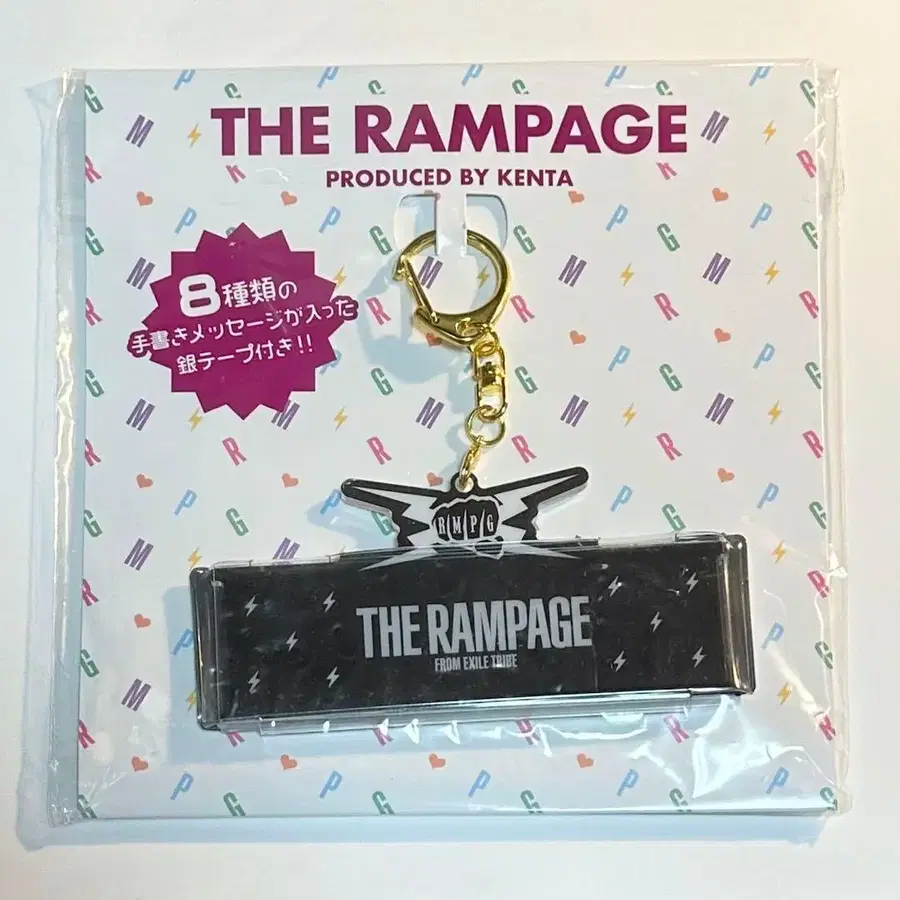 THE RAMPAGE
PRODUCED BY KENTA
8種類の
手書きメッセージが入った
銀テープ付き!!
R M P G
THE RAMPAGE
FROM EXILE TRIBE